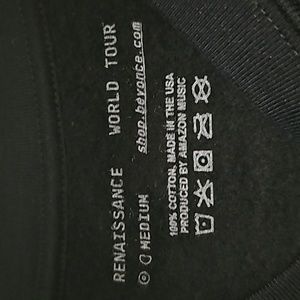 RENAISSANCE WORLD TOUR
MEDIUM shop.beyonce.com
100% COTTON, MADE IN THE USA
PRODUCED BY AMAZON MUSIC